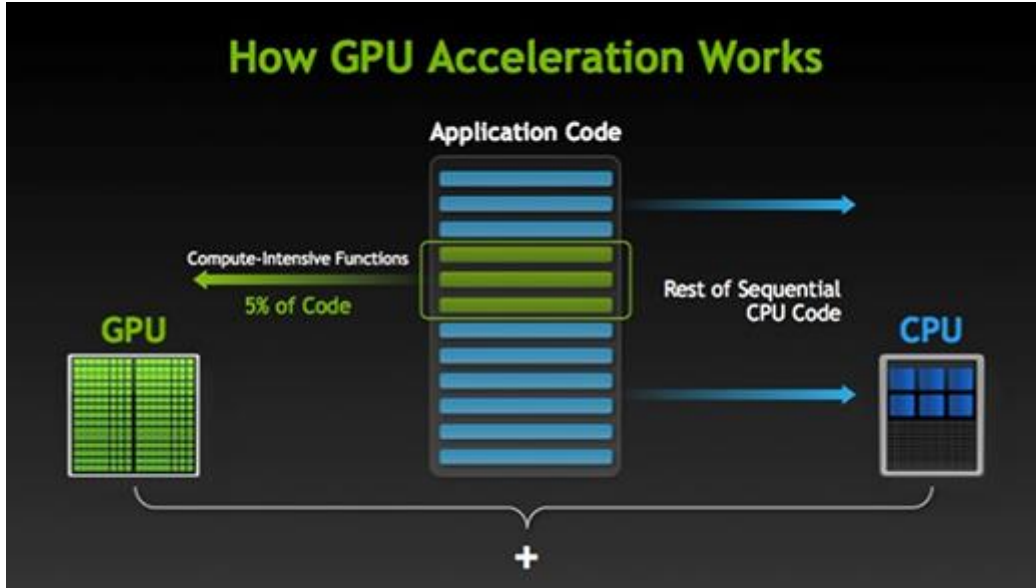 How GPU Acceleration Works
Application Code
Compute-Intensive Functions
5% of Code
Rest of Sequential
CPU Code
GPU
CPU
+